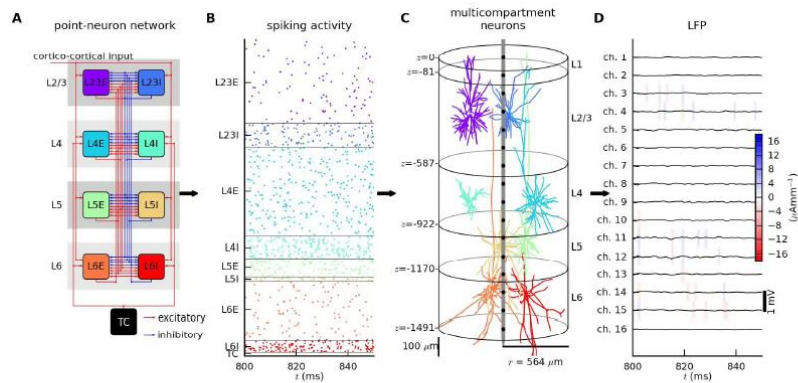 A
point-neuron network
cortico-cortical input
L2/3
L23E
L23I
L4
L4E
L4I
L5
L5E
L5I
L6
L6E
L6I
TC
excitatory
inhibitory
B
spiking activity
L23E
L23I
L4E
L4I
L5E
L5I
L6E
L6I
TC
800
820
840
t (ms)
C
multicompartment
neurons
z=0
z=-81
z=-587
z=-922
z=-1170
z=-1491
L1
L2/3
L4
L5
L6
100 μm
r = 564 μm
D
LFP
ch. 1
ch. 2
ch. 3
ch. 4
ch. 5
ch. 6
ch. 7
ch. 8
ch. 9
ch. 10
ch. 11
ch. 12
ch. 13
ch. 14
ch. 15
ch. 16
16
12
8
4
0
−4
−8
−12
−16
(μAmm⁻¹)
1 mV
800
820
840
t (ms)